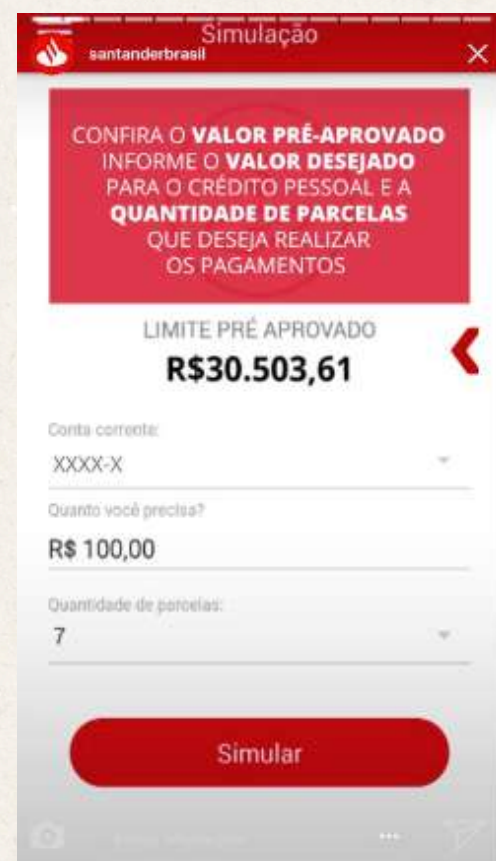 Simulação
santanderbrasil
CONFIRA O VALOR PRÉ-APROVADO
INFORME O VALOR DESEJADO
PARA O CRÉDITO PESSOAL E A
QUANTIDADE DE PARCELAS
QUE DESEJA REALIZAR
OS PAGAMENTOS
LIMITE PRÉ APROVADO
R$30.503,61
Conta corrente:
XXXX-X
Quanto você precisa?
R$ 100,00
Quantidade de parcelas:
7
Simular